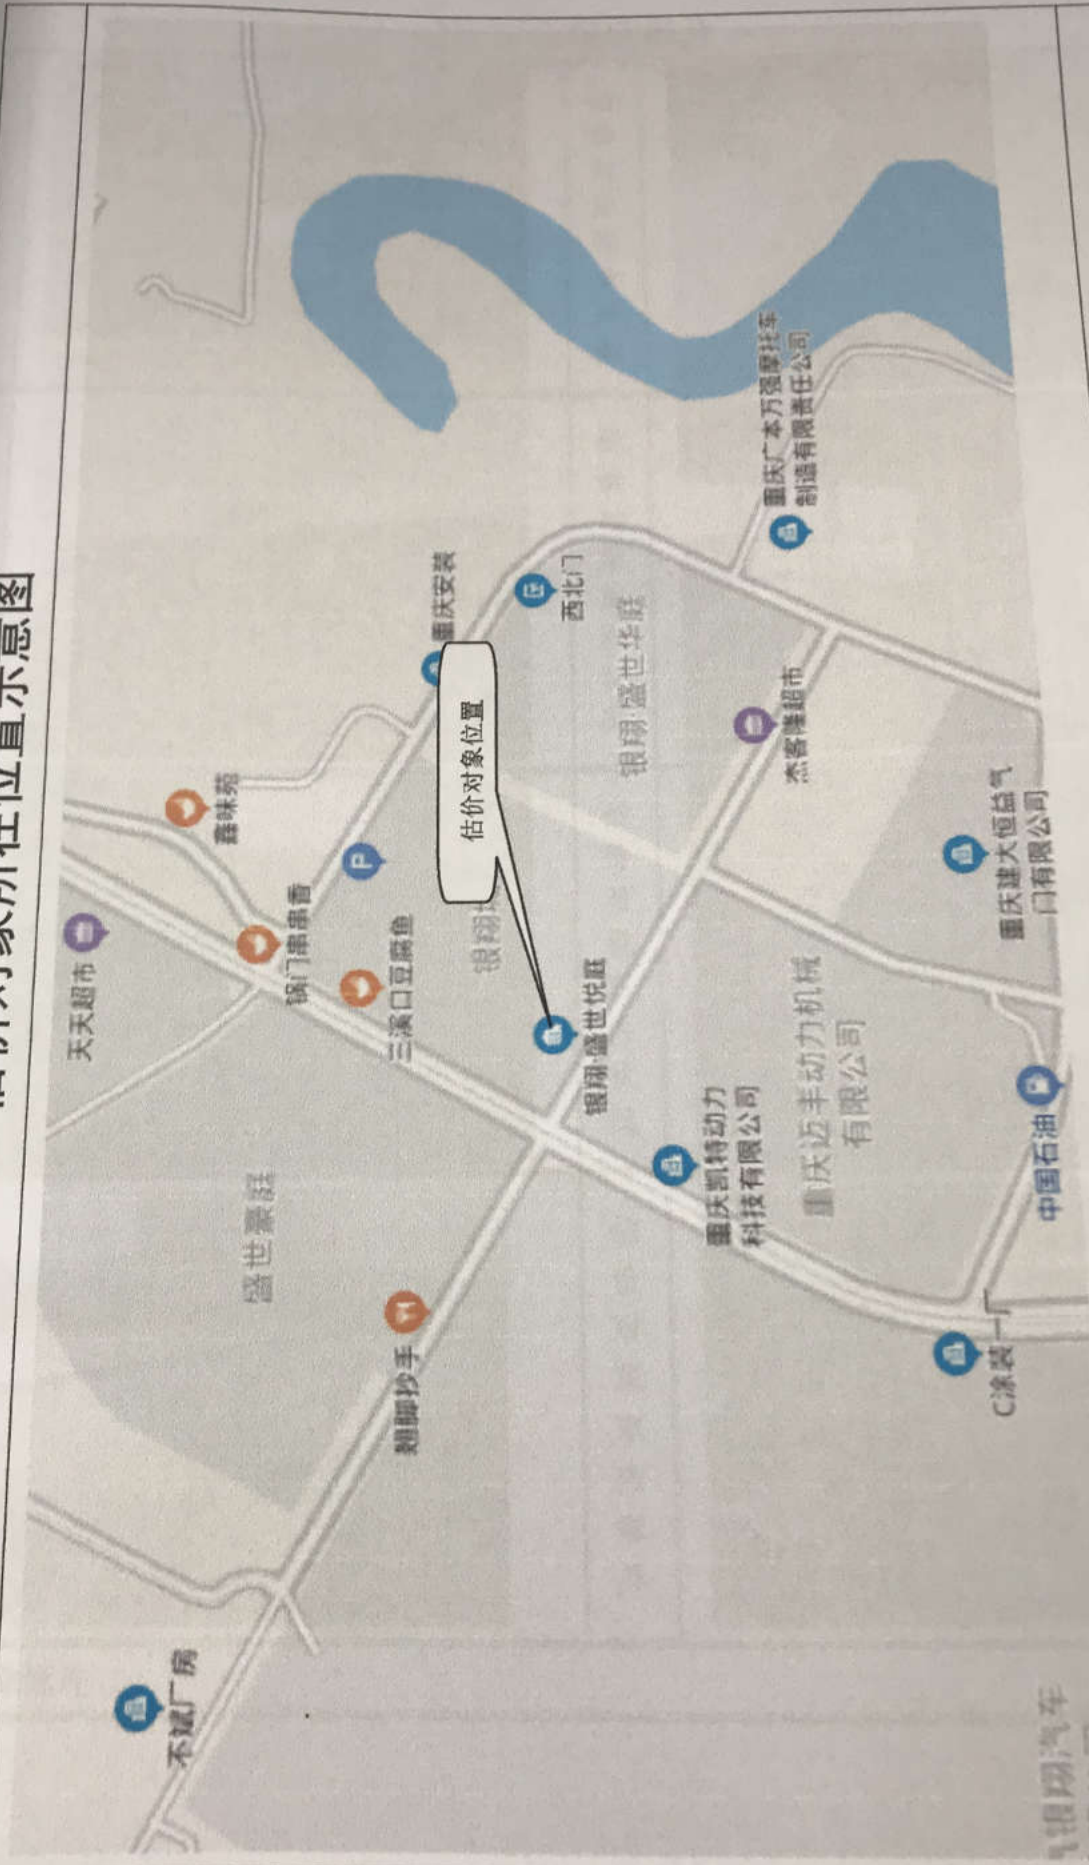 估价对象所在位置示意图
不斌厂房
天天超市
鑫味苑
锅门串串香
盛世豪庭
三溪口豆腐鱼
P
翘脚抄手
重庆安装
估价对象位置
银翔
西北门
银翔·盛世悦庭
银翔·盛世华庭
重庆凯特动力
科技有限公司
杰客隆超市
重庆广本万强摩托车
制造有限责任公司
重庆迈丰动力机械
有限公司
C涂装一厂
重庆建大恒益气
门有限公司
中国石油
银翔汽车